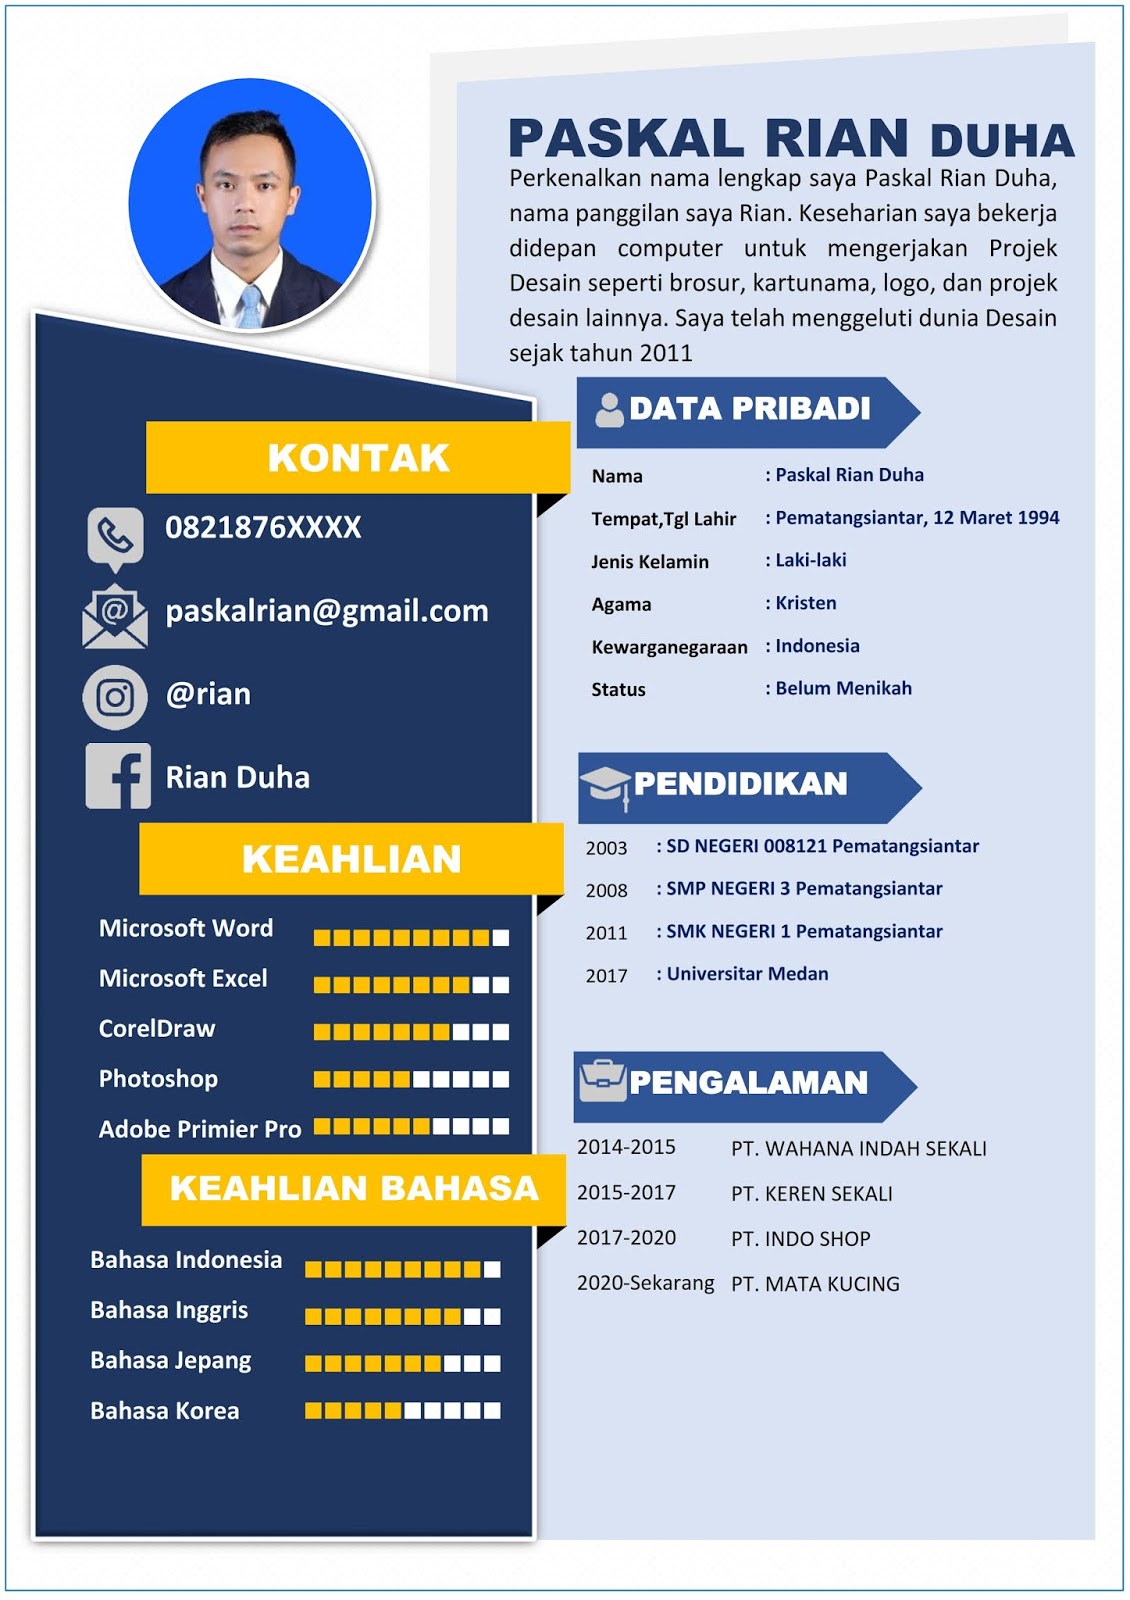 PASKAL RIAN DUHA
Perkenalkan nama lengkap saya Paskal Rian Duha,
nama panggilan saya Rian. Keseharian saya bekerja
didepan computer untuk mengerjakan Projek
Desain seperti brosur, kartunama, logo, dan projek
desain lainnya. Saya telah menggeluti dunia Desain
sejak tahun 2011
KONTAK
0821876XXXX
@
paskalrian@gmail.com
@rian
f
Rian Duha
KEAHLIAN
Microsoft Word
Microsoft Excel
CorelDraw
Photoshop
Adobe Primier Pro
KEAHLIAN BAHASA
Bahasa Indonesia
Bahasa Inggris
Bahasa Jepang
Bahasa Korea
DATA PRIBADI
Nama : Paskal Rian Duha
Tempat,Tgl Lahir : Pematangsiantar, 12 Maret 1994
Jenis Kelamin : Laki-laki
Agama : Kristen
Kewarganegaraan : Indonesia
Status : Belum Menikah
PENDIDIKAN
2003 : SD NEGERI 008121 Pematangsiantar
2008 : SMP NEGERI 3 Pematangsiantar
2011 : SMK NEGERI 1 Pematangsiantar
2017 : Universitar Medan
PENGALAMAN
2014-2015 PT. WAHANA INDAH SEKALI
2015-2017 PT. KEREN SEKALI
2017-2020 PT. INDO SHOP
2020-Sekarang PT. MATA KUCING